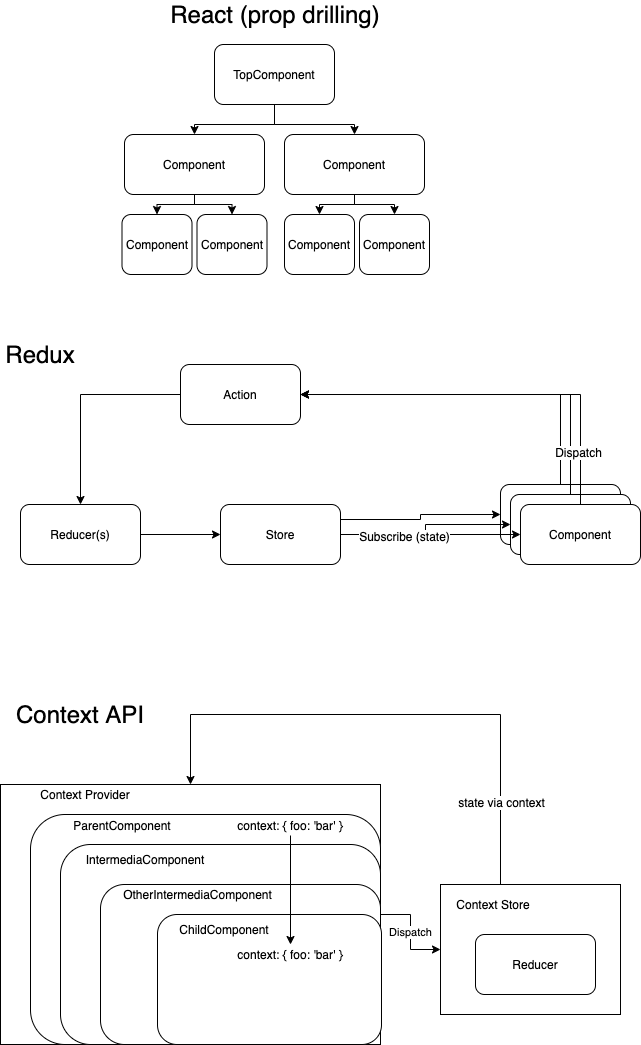 React (prop drilling)
TopComponent
Component
Component
Component
Component
Component
Component
Redux
Action
Dispatch
Reducer(s)
Store
Subscribe (state)
Component
Context API
Context Provider
state via context
ParentComponent
context: { foo: 'bar' }
IntermediaComponent
OtherIntermediaComponent
Context Store
ChildComponent
Dispatch
context: { foo: 'bar' }
Reducer